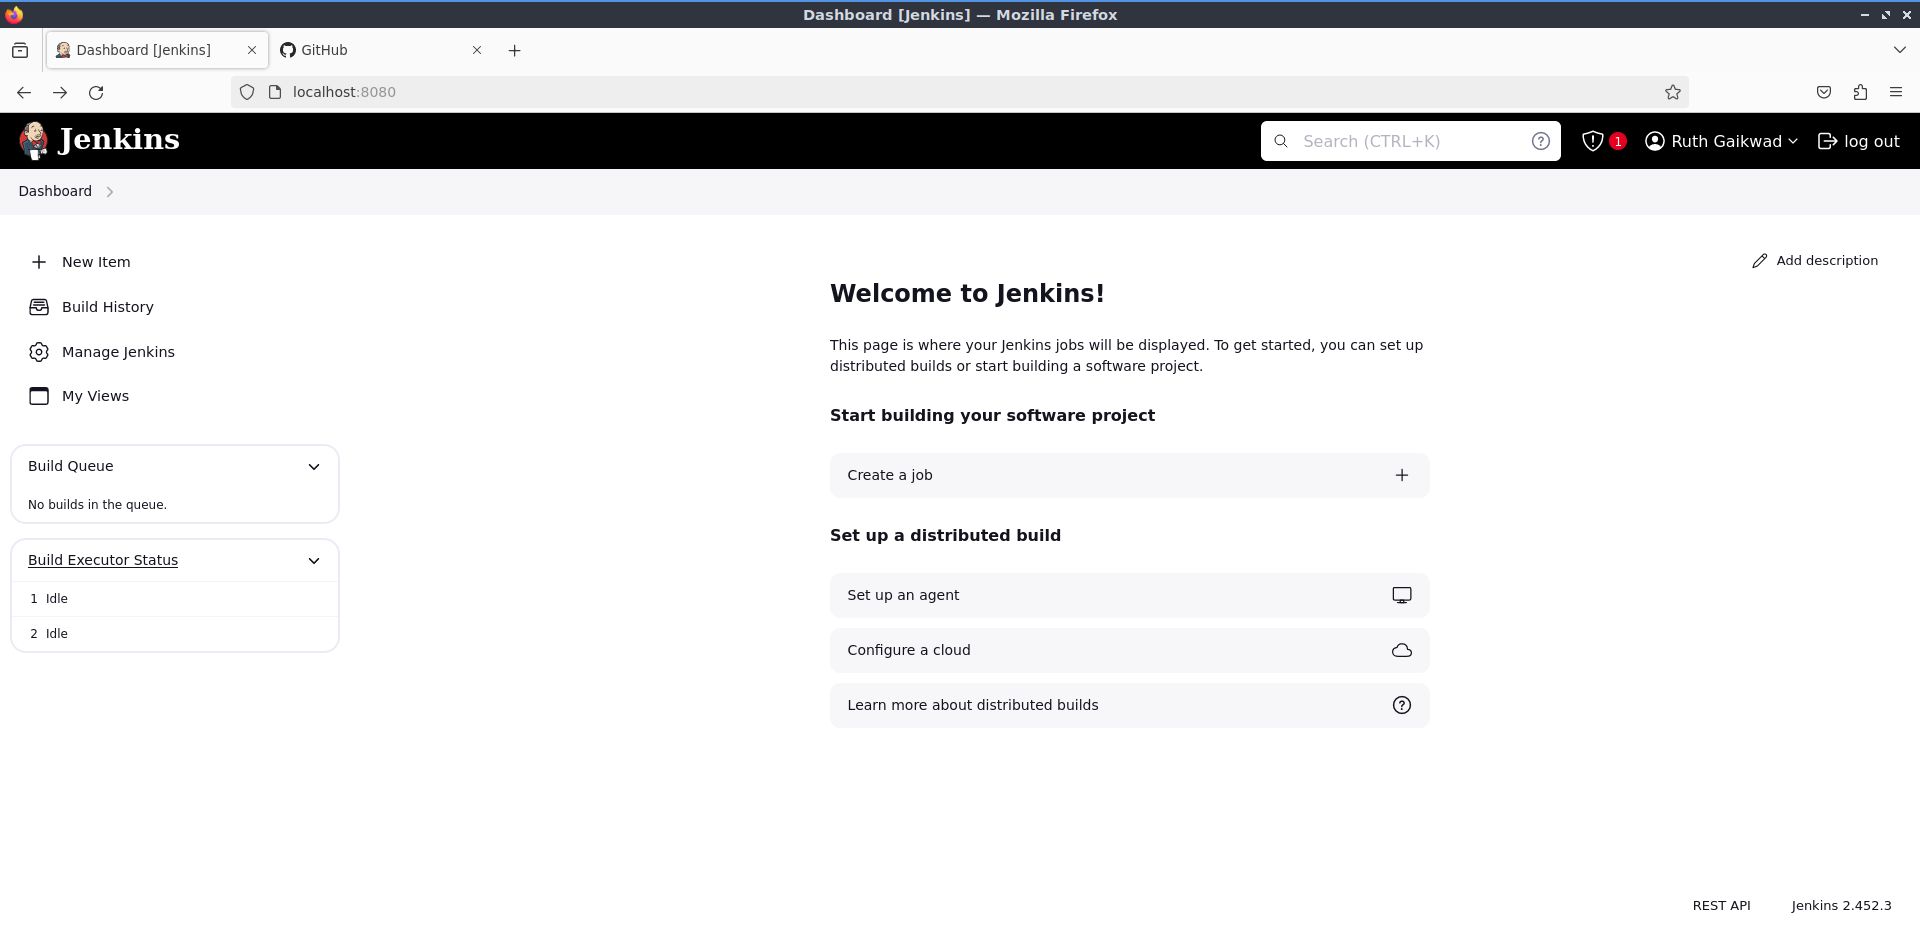 Dashboard [Jenkins] — Mozilla Firefox
Dashboard [Jenkins]
GitHub
localhost:8080
Jenkins
Search (CTRL+K)
1
Ruth Gaikwad
log out
Dashboard
New Item
Build History
Manage Jenkins
My Views
Build Queue
No builds in the queue.
Build Executor Status
1 Idle
2 Idle
Add description
Welcome to Jenkins!
This page is where your Jenkins jobs will be displayed. To get started, you can set up
distributed builds or start building a software project.
Start building your software project
Create a job
Set up a distributed build
Set up an agent
Configure a cloud
Learn more about distributed builds
REST API
Jenkins 2.452.3